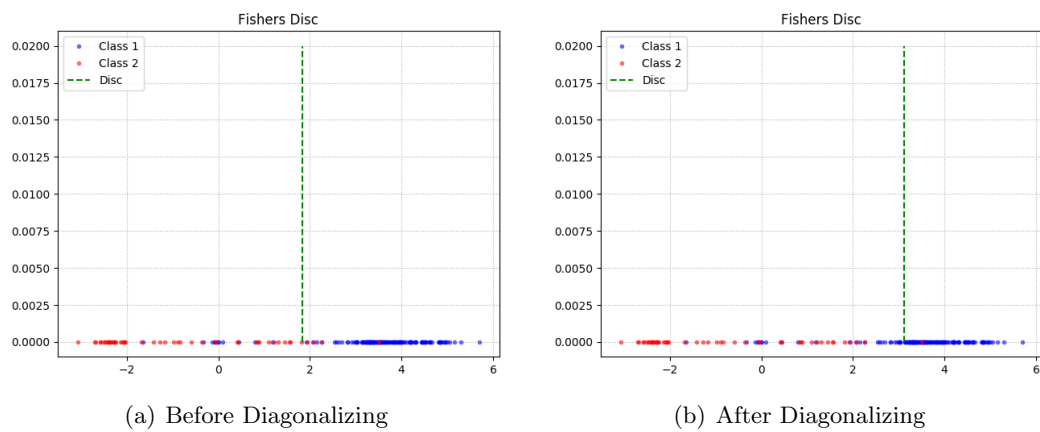 Fishers Disc
0.0200
0.0175
0.0150
0.0125
0.0100
0.0075
0.0050
0.0025
0.0000
Class 1
Class 2
Disc
−2 0 2 4 6
(a) Before Diagonalizing
Fishers Disc
0.0200
0.0175
0.0150
0.0125
0.0100
0.0075
0.0050
0.0025
0.0000
Class 1
Class 2
Disc
−2 0 2 4 6
(b) After Diagonalizing